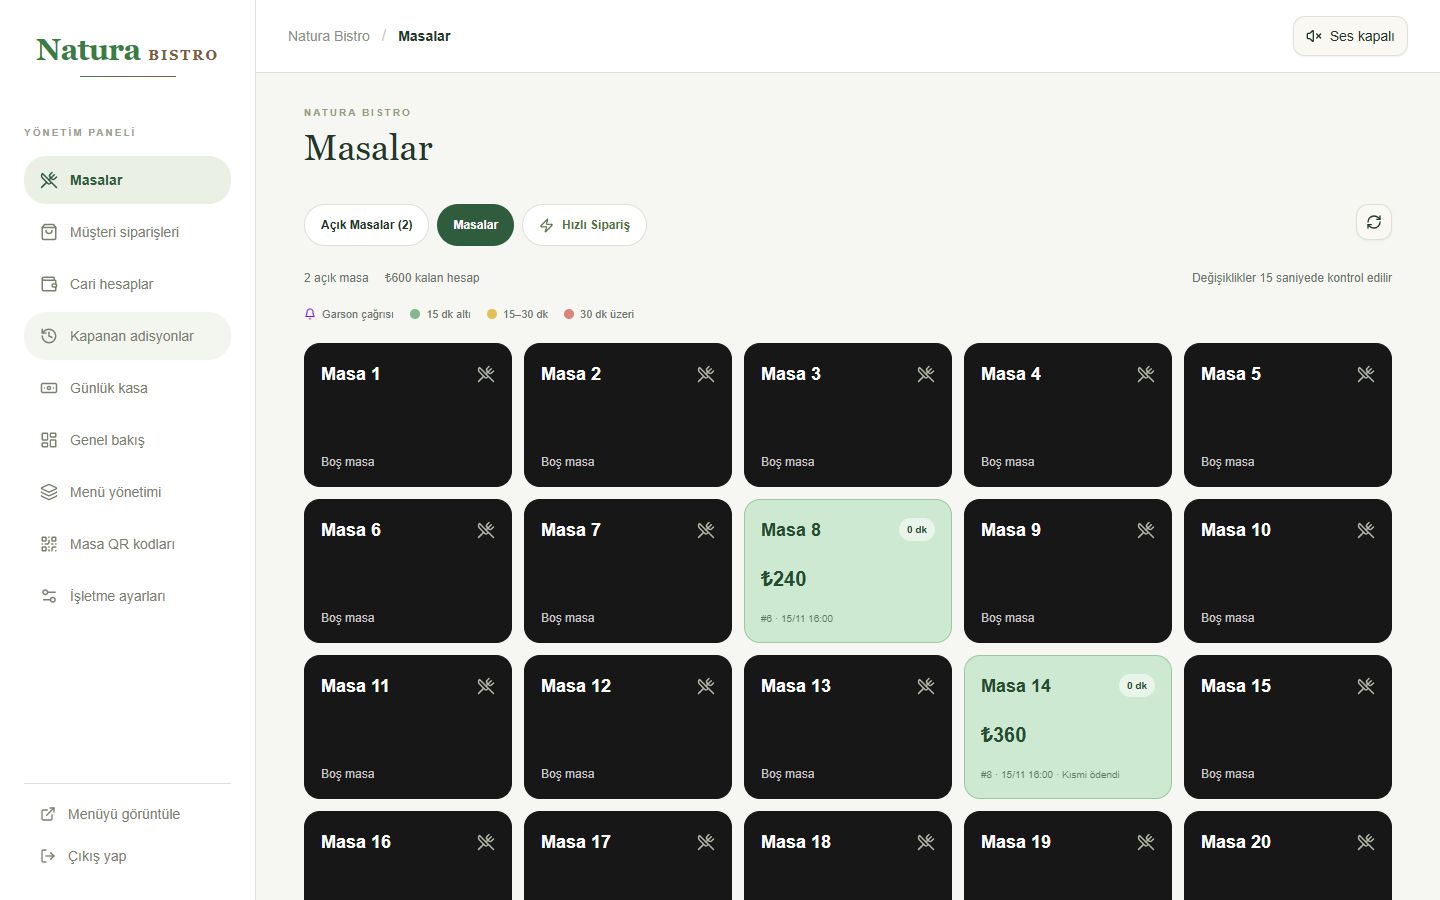 Natura BISTRO
YÖNETİM PANELİ
Masalar
Müşteri siparişleri
Cari hesaplar
Kapanan adisyonlar
Günlük kasa
Genel bakış
Menü yönetimi
Masa QR kodları
İşletme ayarları
Menüyü görüntüle
Çıkış yap
Natura Bistro / Masalar
Ses kapalı
NATURA BISTRO
Masalar
Açık Masalar (2) Masalar Hızlı Sipariş
2 açık masa ₺600 kalan hesap Değişiklikler 15 saniyede kontrol edilir
Garson çağrısı 15 dk altı 15–30 dk 30 dk üzeri
Masa 1 Masa 2 Masa 3 Masa 4 Masa 5
Boş masa Boş masa Boş masa Boş masa Boş masa
Masa 6 Masa 7 Masa 8 0 dk Masa 9 Masa 10
₺240
Boş masa Boş masa #6 · 15/11 16:00 Boş masa Boş masa
Masa 11 Masa 12 Masa 13 Masa 14 0 dk Masa 15
₺360
Boş masa Boş masa Boş masa #8 · 15/11 16:00 · Kısmi ödendi Boş masa
Masa 16 Masa 17 Masa 18 Masa 19 Masa 20